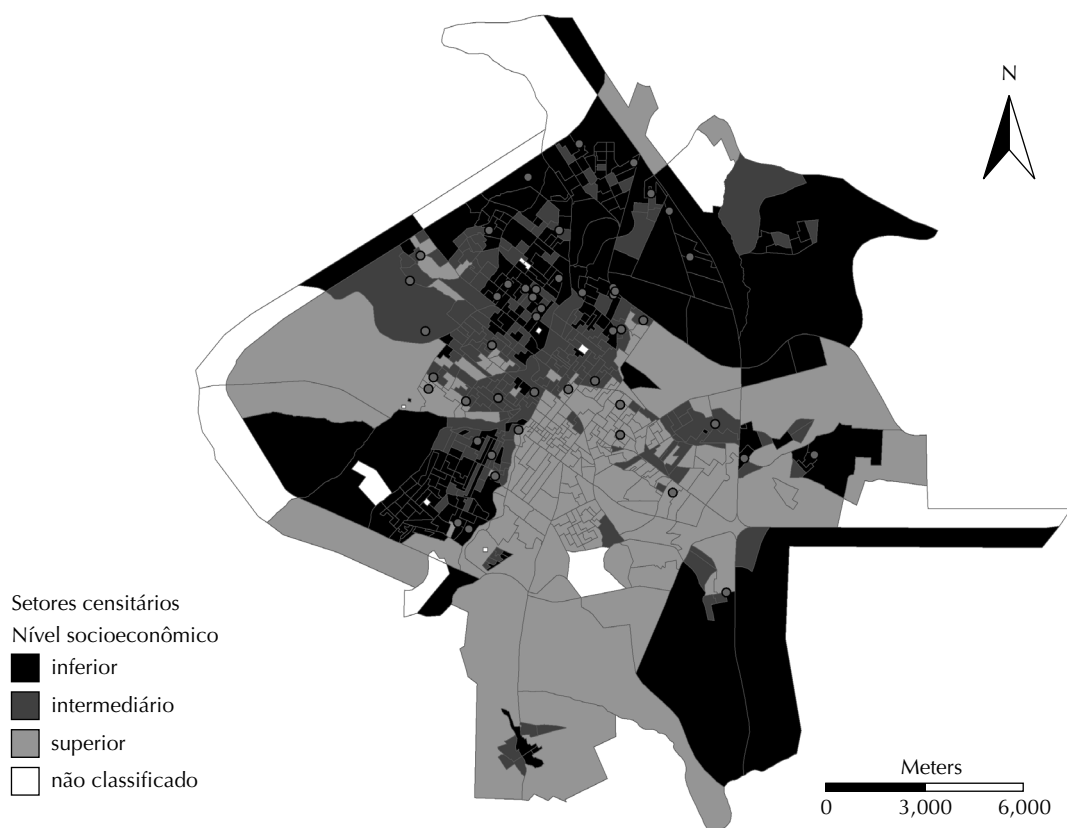 N
Setores censitários
Nível socioeconômico
inferior
intermediário
superior
não classificado
Meters
0 3,000 6,000